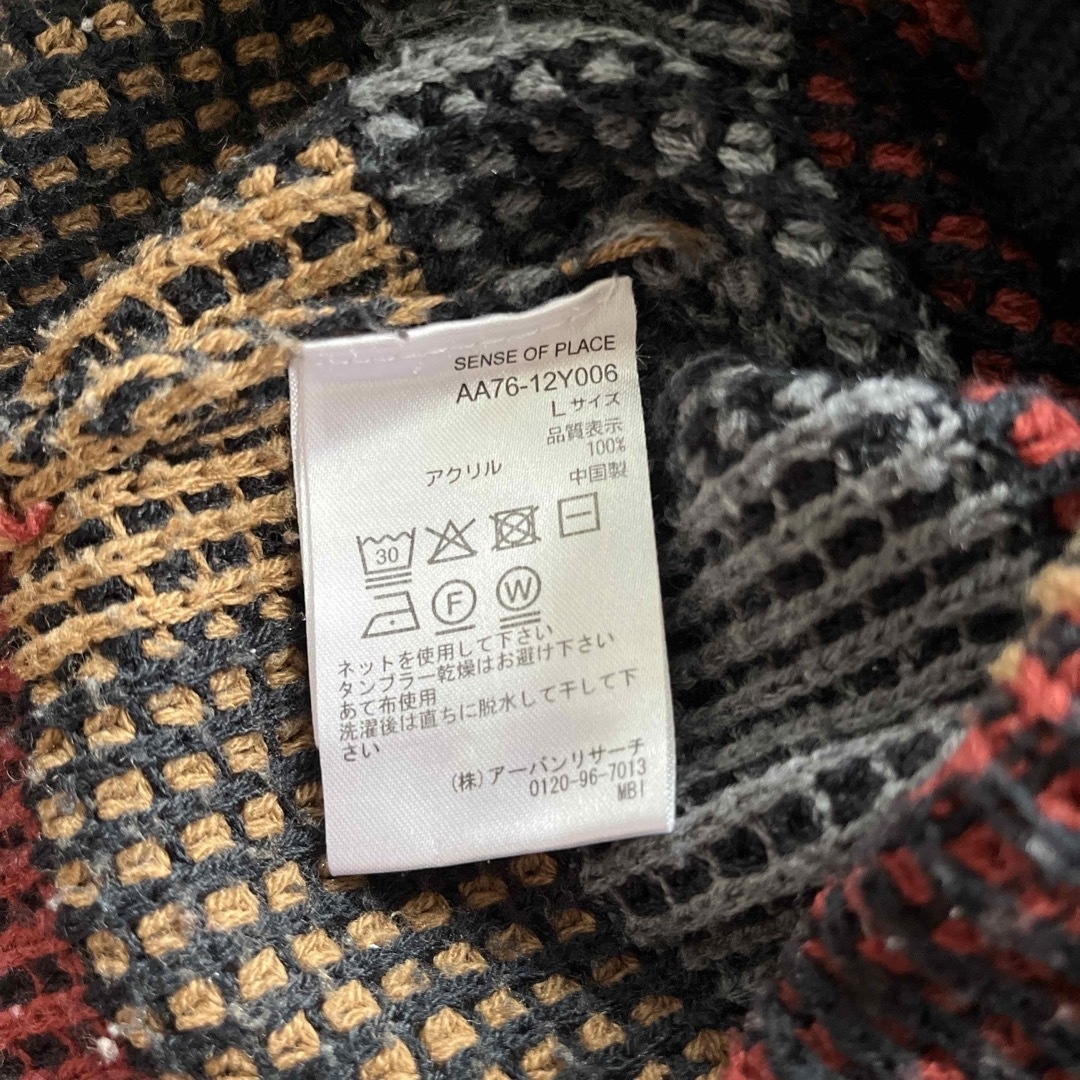 SENSE OF PLACE
AA76-12Y006
Lサイズ
品質表示
100%
アクリル
中国製
30
F
W
ネットを使用して下さい
タンブラー乾燥はお避け下さい
あて布使用
洗濯後は直ちに脱水して干して下
さい
(株)アーバンリサーチ
0120-96-7013
MBI